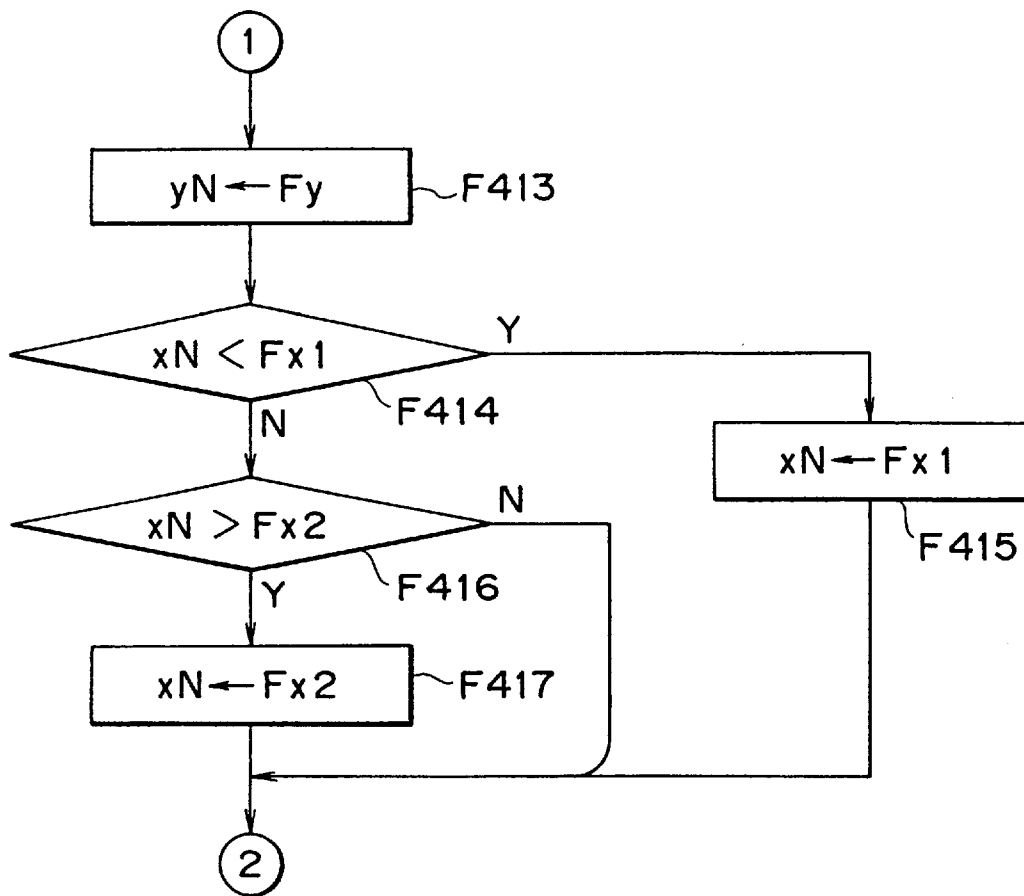 1
yN ← Fy
F413
xN < Fx1
Y
F414
N
xN ← Fx1
F415
xN > Fx2
N
F416
Y
xN ← Fx2
F417
2